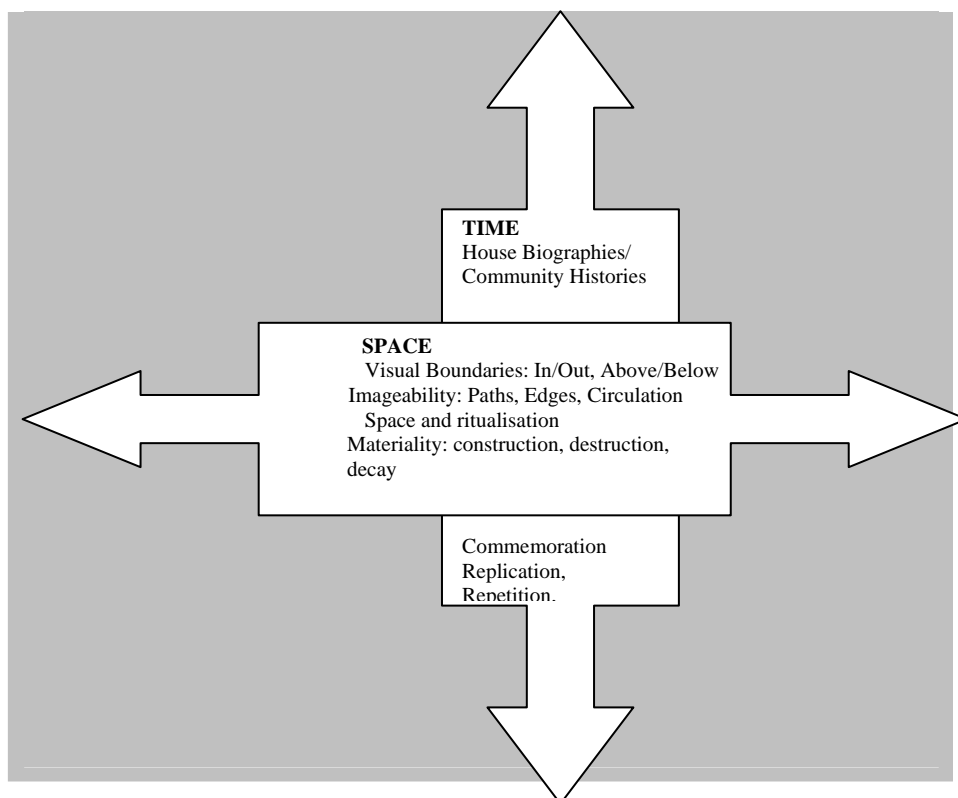 TIME
House Biographies/
Community Histories
SPACE
Visual Boundaries: In/Out, Above/Below
Imageability: Paths, Edges, Circulation
Space and ritualisation
Materiality: construction, destruction,
decay
Commemoration
Replication,
Repetition,